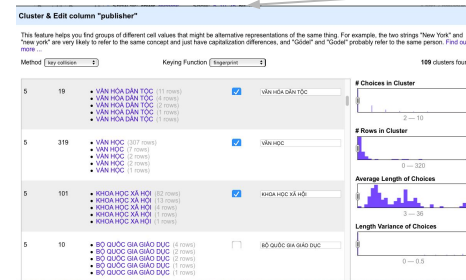 Cluster & Edit column "publisher"
This feature helps you find groups of different cell values that might be alternative representations of the same thing. For example, the two strings "New York" and
"new york" are very likely to refer to the same concept and just have capitalization differences, and "Gödel" and "Godel" probably refer to the same person. Find ou
more ...
Method key collision Keying Function fingerprint 109 clusters foun
# Choices in Cluster
2 — 10
# Rows in Cluster
0 — 320
Average Length of Choices
3 — 36
Length Variance of Choices
0 — 0.5
5 19 • VĂN HÓA DÂN TỘC (11 rows) VĂN HÓA DÂN TỘC
• VĂN HÓA DÂN TỘC (4 rows)
• VĂN HÓA DÂN TỘC (2 rows)
• VĂN HÓA DÂN TỘC (1 rows)
• VĂN HÓA DÂN TỘC (1 rows)
5 319 • VĂN HỌC (307 rows) VĂN HỌC
• VĂN HỌC (7 rows)
• VĂN HỌC (2 rows)
• VĂN HỌC (2 rows)
• VĂN HỌC (1 rows)
5 101 • KHOA HỌC XÃ HỘI (82 rows) KHOA HỌC XÃ HỘI
• KHOA HỌC XÃ HỘI (13 rows)
• KHOA HỌC XÃ HỘI (4 rows)
• KHOA HỌC XÃ HỘI (1 rows)
• KHOA HỌC XÃ HỘI (1 rows)
5 10 • BỘ QUỐC GIA GIÁO DỤC (4 rows) BỘ QUỐC GIA GIÁO DỤC
• BỘ QUỐC GIA GIÁO DỤC (2 rows)
• BỘ QUỐC GIA GIÁO DỤC (2 rows)
• BỘ QUỐC GIA GIÁO DỤC (1 rows)